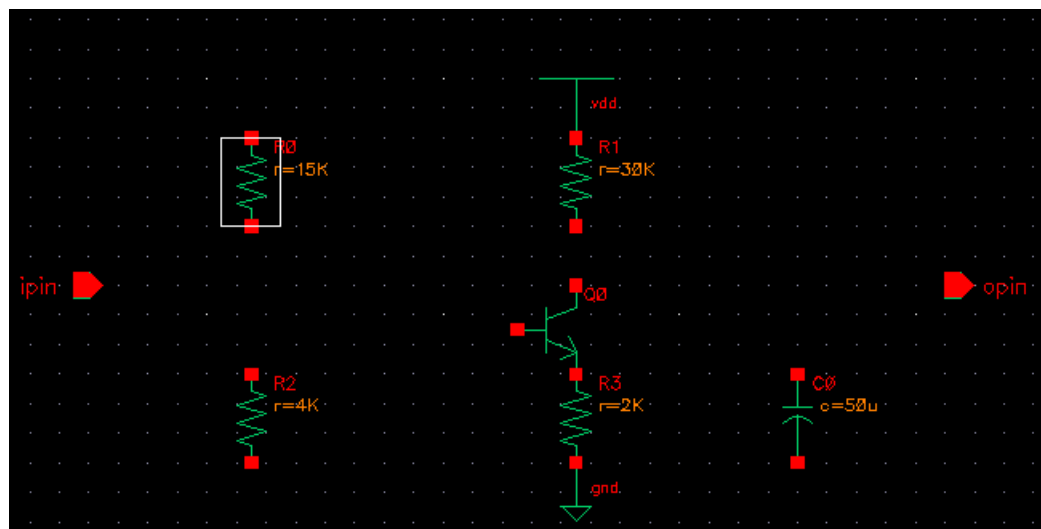 vdd
R0
r=15K
R1
r=30K
ipin
opin
Q0
R2
r=4K
R3
r=2K
C0
c=50u
gnd